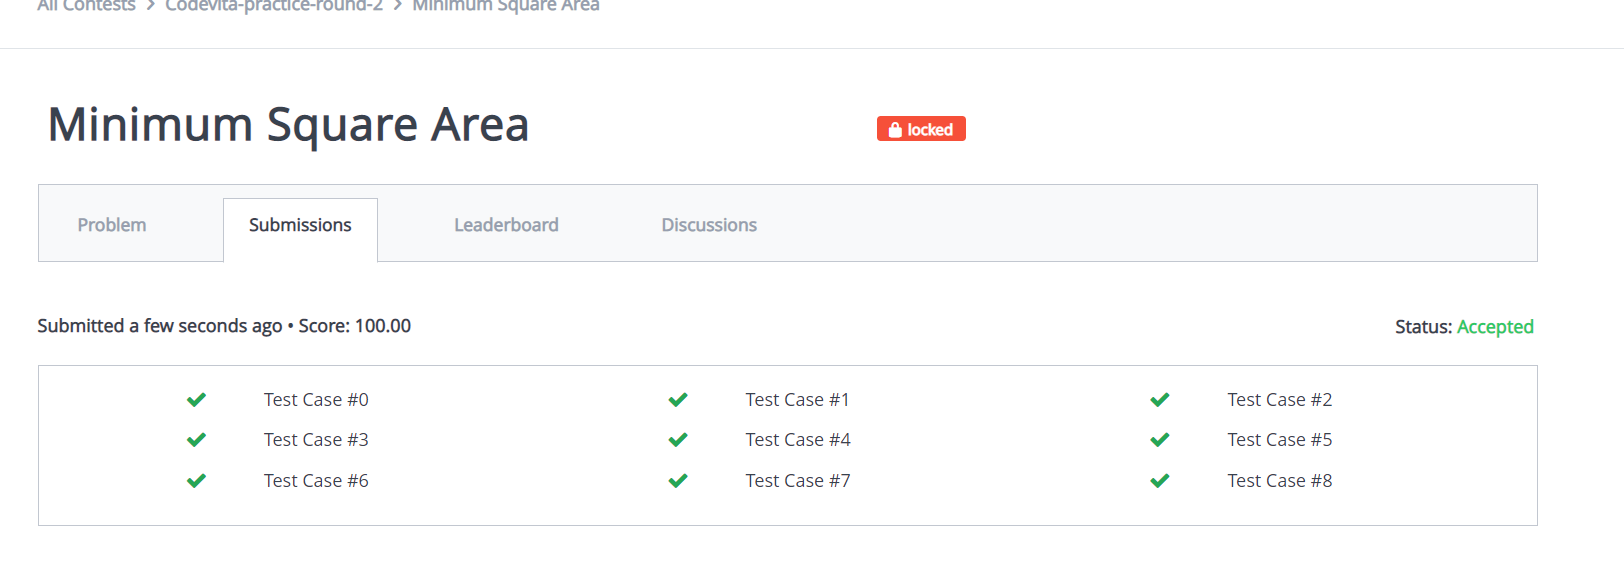 All Contests > Codevita-practice-round-2 > Minimum Square Area
Minimum Square Area
locked
Problem Submissions Leaderboard Discussions
Submitted a few seconds ago • Score: 100.00 Status: Accepted
Test Case #0 Test Case #1 Test Case #2
Test Case #3 Test Case #4 Test Case #5
Test Case #6 Test Case #7 Test Case #8